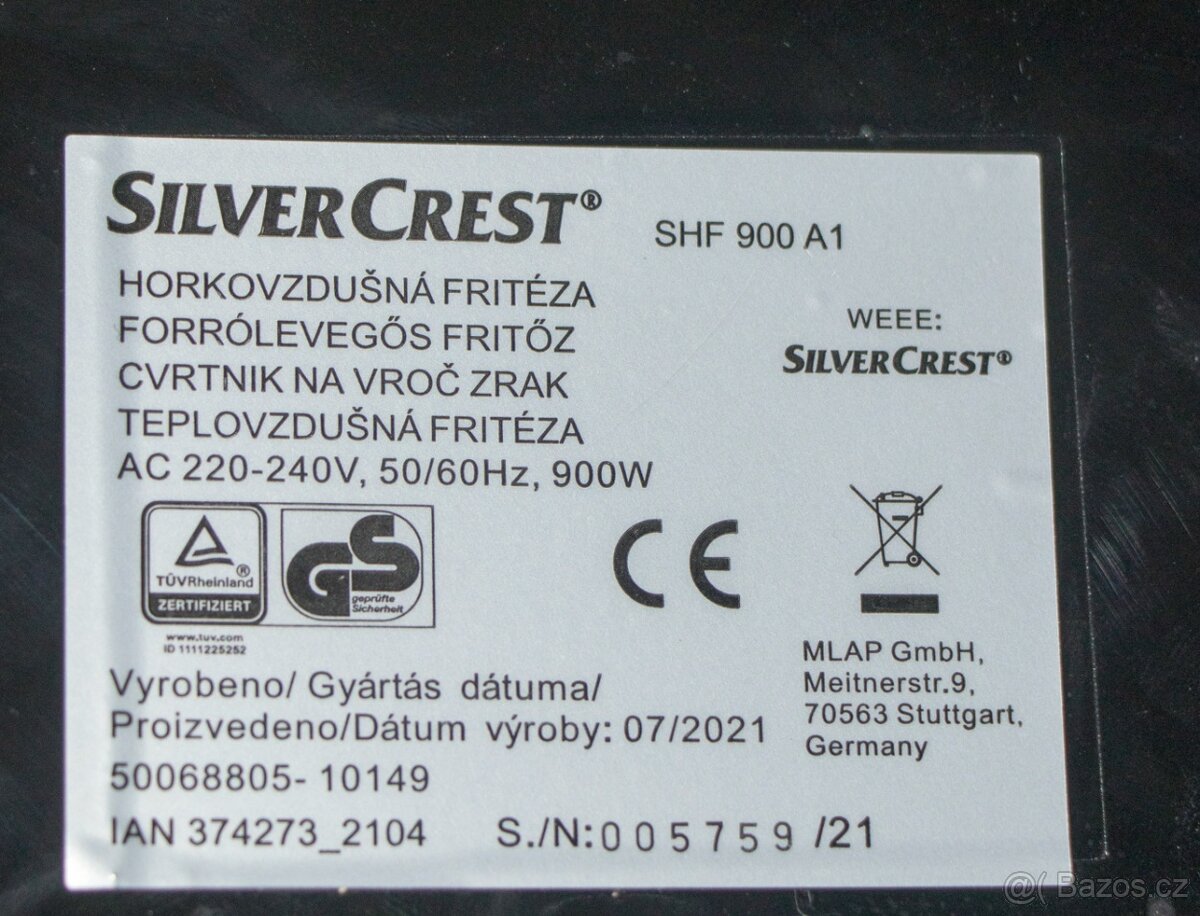 SILVERCREST®
SHF 900 A1
HORKOVZDUŠNÁ FRITÉZA
FORRÓLEVEGŐS FRITŐZ
CVRTNIK NA VROČ ZRAK
TEPLOVZDUŠNÁ FRITÉZA
AC 220-240V, 50/60Hz, 900W
WEEE:
SILVERCREST®
TÜVRheinland®
ZERTIFIZIERT
GS
geprüfte
Sicherheit
CE
www.tuv.com
ID 1111225252
Vyrobeno/ Gyártás dátuma/
Proizvedeno/Dátum výroby: 07/2021
50068805- 10149
IAN 374273_2104
S./N:005759 /21
MLAP GmbH,
Meitnerstr.9,
70563 Stuttgart,
Germany
@( Bazos.cz